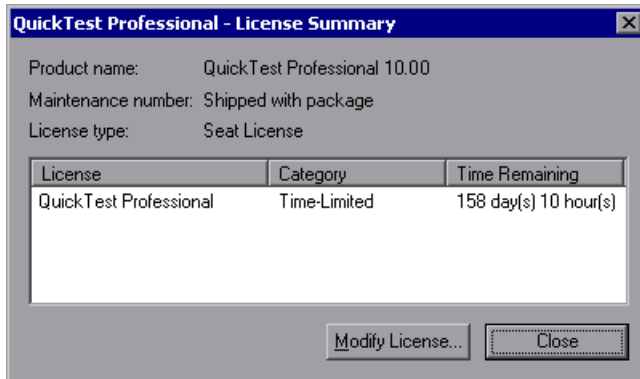 QuickTest Professional - License Summary
Product name: QuickTest Professional 10.00
Maintenance number: Shipped with package
License type: Seat License
License Category Time Remaining
QuickTest Professional Time-Limited 158 day(s) 10 hour(s)
Modify License... Close